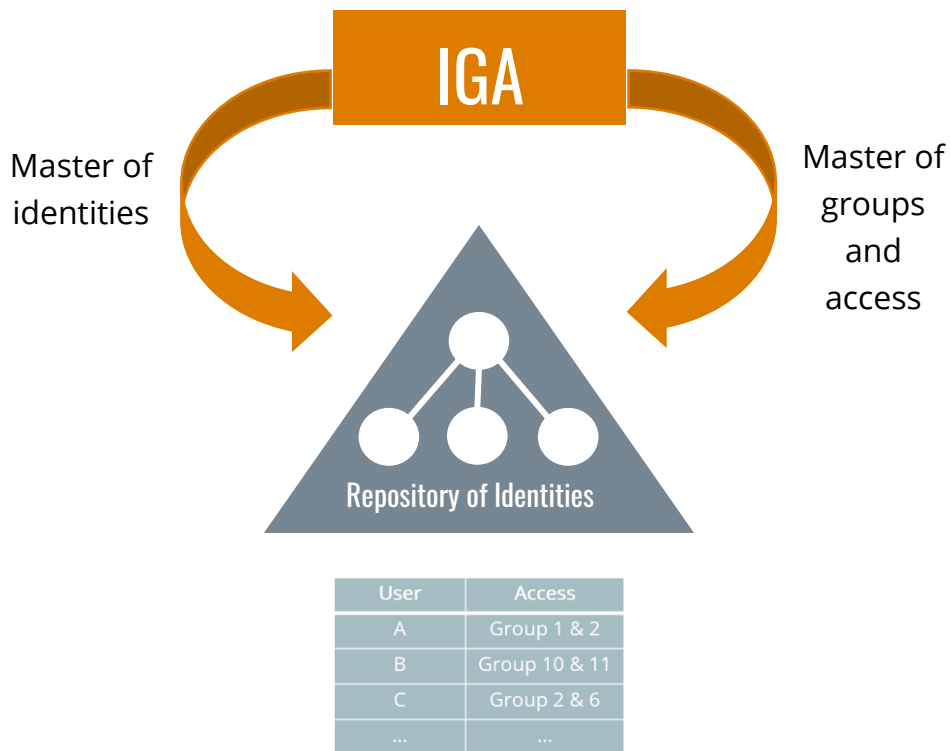 IGA
Master of
identities
Master of
groups
and
access
Repository of Identities
User Access
A Group 1 & 2
B Group 10 & 11
C Group 2 & 6
... ...